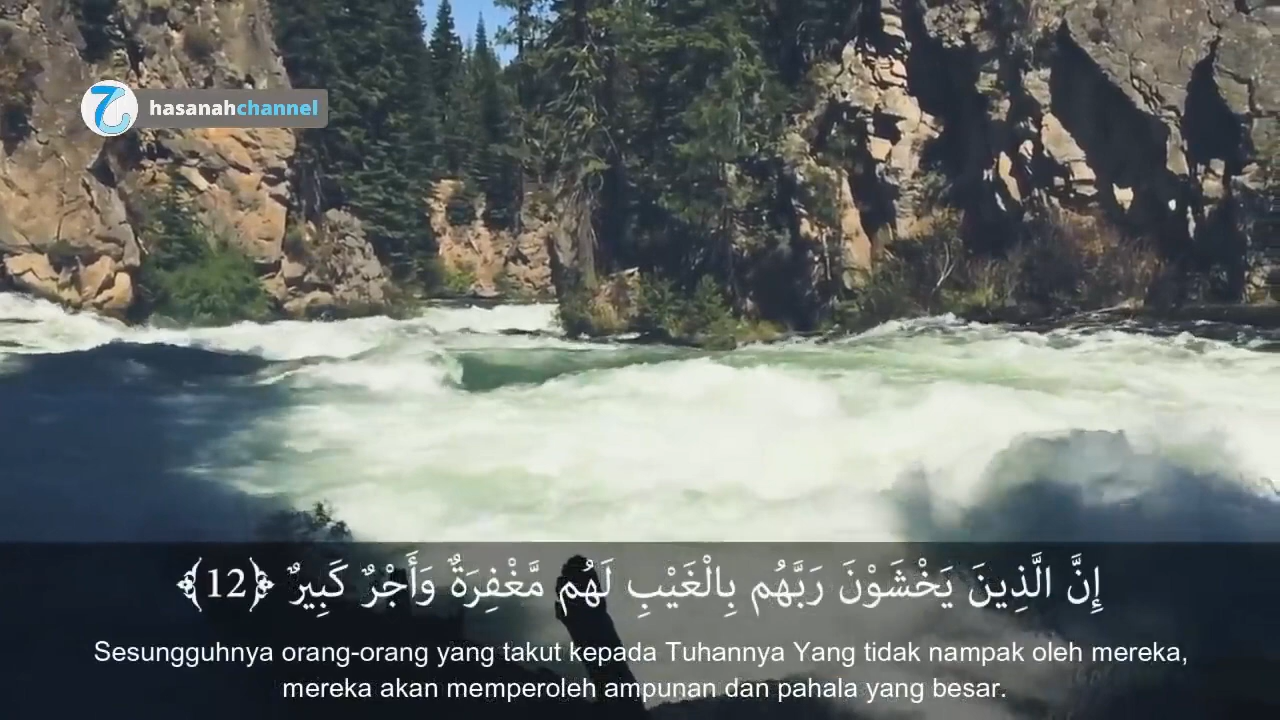 hasanahchannel
إِنَّ الَّذِينَ يَخْشَوْنَ رَبَّهُم بِالْغَيْبِ لَهُم مَّغْفِرَةٌ وَأَجْرٌ كَبِيرٌ ﴿12﴾
Sesungguhnya orang-orang yang takut kepada Tuhannya Yang tidak nampak oleh mereka,
mereka akan memperoleh ampunan dan pahala yang besar.